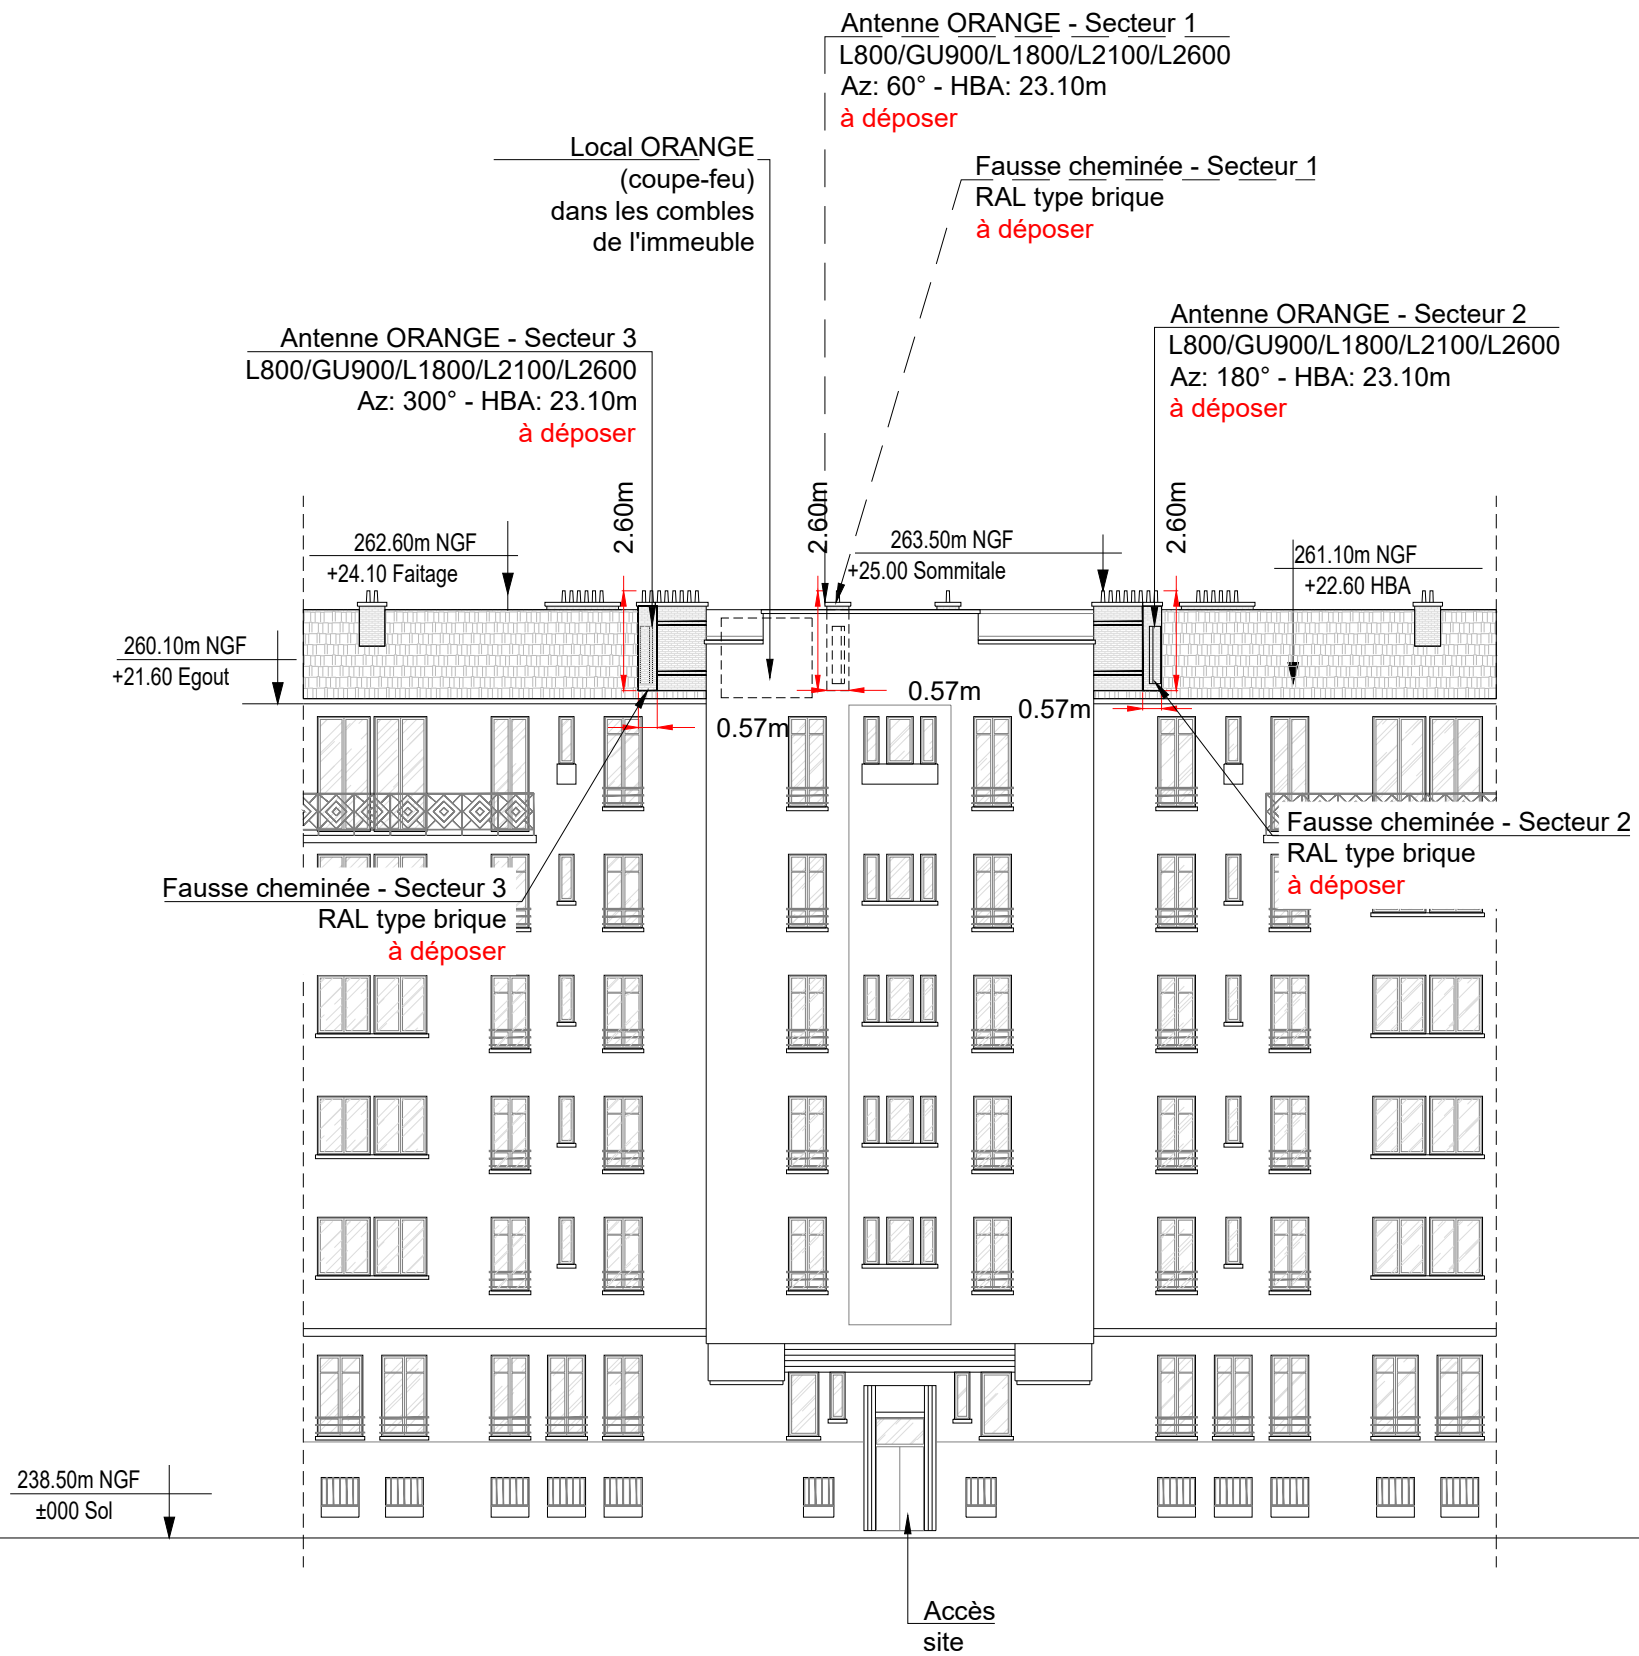 Antenne ORANGE - Secteur 1
L800/GU900/L1800/L2100/L2600
Az: 60° - HBA: 23.10m
à déposer
Local ORANGE
(coupe-feu)
dans les combles
de l'immeuble
Fausse cheminée - Secteur 1
RAL type brique
à déposer
Antenne ORANGE - Secteur 3
L800/GU900/L1800/L2100/L2600
Az: 300° - HBA: 23.10m
à déposer
Antenne ORANGE - Secteur 2
L800/GU900/L1800/L2100/L2600
Az: 180° - HBA: 23.10m
à déposer
2.60m
2.60m
2.60m
262.60m NGF
+24.10 Faitage
263.50m NGF
+25.00 Sommitale
261.10m NGF
+22.60 HBA
260.10m NGF
+21.60 Egout
0.57m
0.57m
0.57m
Fausse cheminée - Secteur 2
RAL type brique
à déposer
Fausse cheminée - Secteur 3
RAL type brique
à déposer
238.50m NGF
±000 Sol
Accès
site